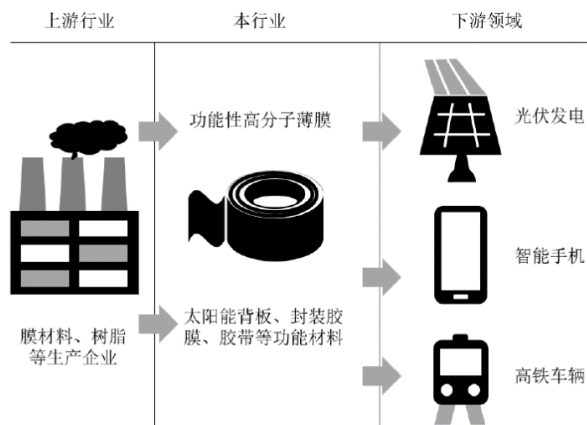 上游行业
本行业
下游领域
功能性高分子薄膜
光伏发电
智能手机
膜材料、树脂
等生产企业
太阳能背板、封装胶
膜、胶带等功能材料
高铁车辆